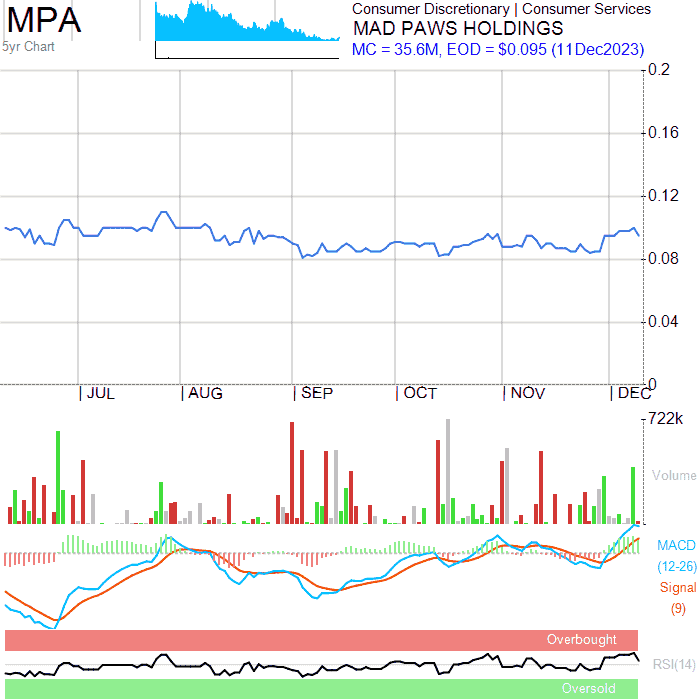 MPA
5yr Chart
Consumer Discretionary | Consumer Services
MAD PAWS HOLDINGS
MC = 35.6M, EOD = $0.095 (11Dec2023)
0.2
0.16
0.12
0.08
0.04
0
JUL AUG SEP OCT NOV DEC
722k
Volume
MACD
(12-26)
Signal
(9)
Overbought
RSI(14)
Oversold